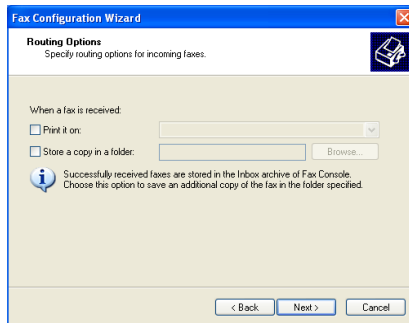 Fax Configuration Wizard
Routing Options
Specify routing options for incoming faxes.
When a fax is received:
Print it on:
Store a copy in a folder:
Browse...
Successfully received faxes are stored in the Inbox archive of Fax Console.
Choose this option to save an additional copy of the fax in the folder specified.
< Back
Next >
Cancel